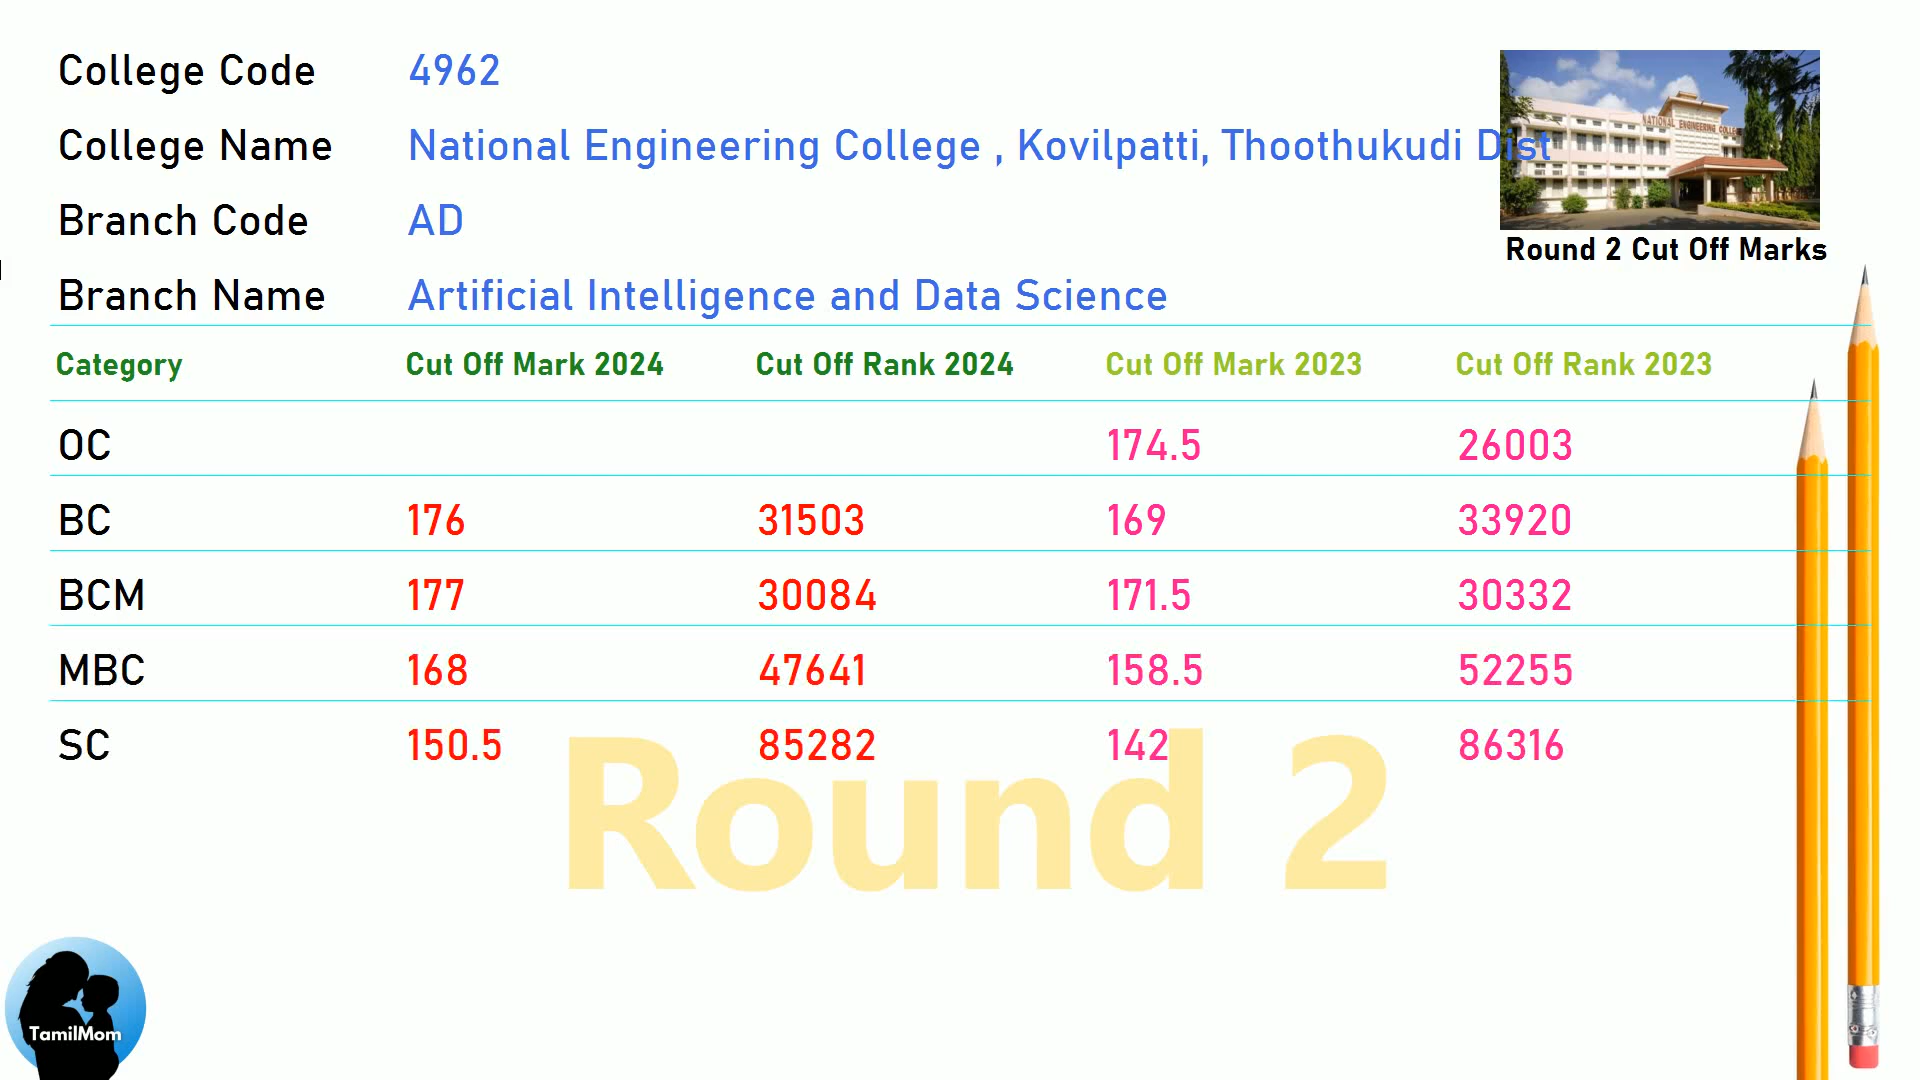 College Code 4962
College Name National Engineering College , Kovilpatti, Thoothukudi Dist
NATIONAL ENGINEERING COLLEGE
Branch Code AD
Round 2 Cut Off Marks
Branch Name Artificial Intelligence and Data Science
Category Cut Off Mark 2024 Cut Off Rank 2024 Cut Off Mark 2023 Cut Off Rank 2023
OC 174.5 26003
BC 176 31503 169 33920
BCM 177 30084 171.5 30332
MBC 168 47641 158.5 52255
SC 150.5 85282 142 86316
Round 2
TamilMom